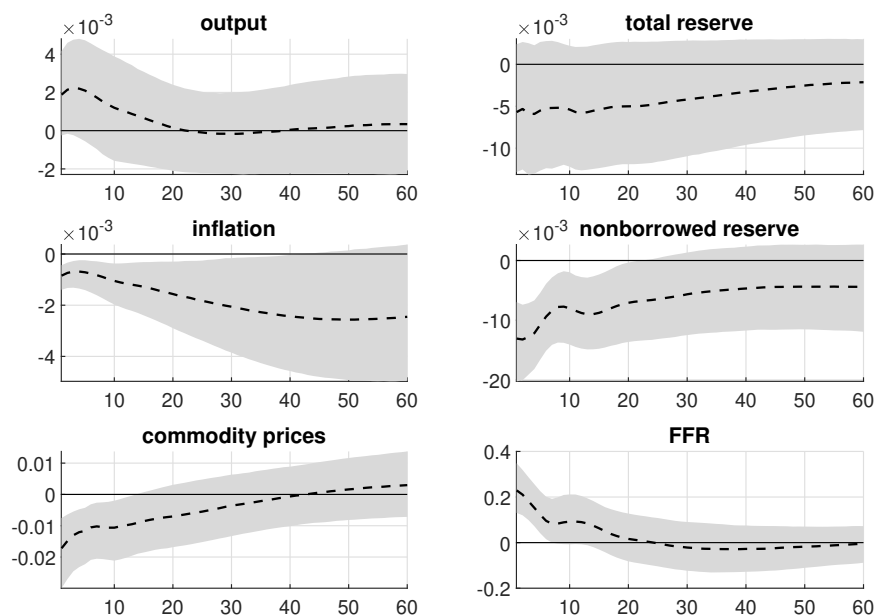 ×10^-3
output
4
2
0
-2
10 20 30 40 50 60
×10^-3
total reserve
0
-5
-10
10 20 30 40 50 60
×10^-3
inflation
0
-2
-4
10 20 30 40 50 60
×10^-3
nonborrowed reserve
0
-10
-20
10 20 30 40 50 60
commodity prices
0.01
0
-0.01
-0.02
10 20 30 40 50 60
FFR
0.4
0.2
0
-0.2
10 20 30 40 50 60